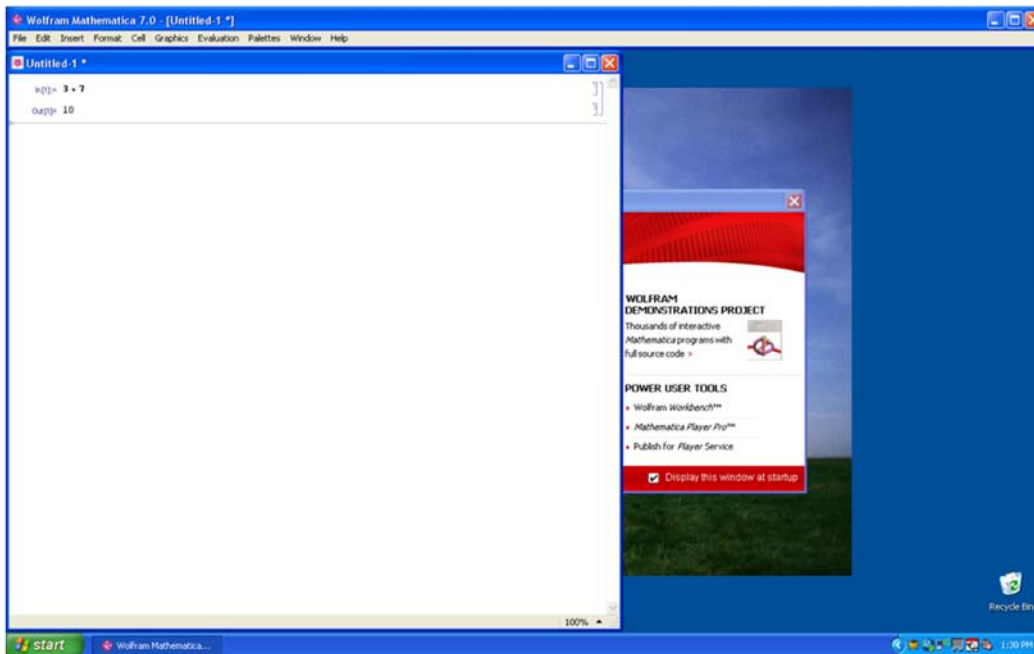 Wolfram Mathematica 7.0 - [Untitled-1 *]
File Edit Insert Format Cell Graphics Evaluation Palettes Window Help
Untitled-1 *
In[1]:= 3 + 7
Out[1]= 10
WOLFRAM
DEMONSTRATIONS PROJECT
Thousands of interactive
Mathematica programs with
full source code »
POWER USER TOOLS
Wolfram Workbench™
Mathematica Player Pro™
Publish for Player Service
Display this window at startup
Recycle Bin
100%
start
Wolfram Mathematica...
1:30 PM